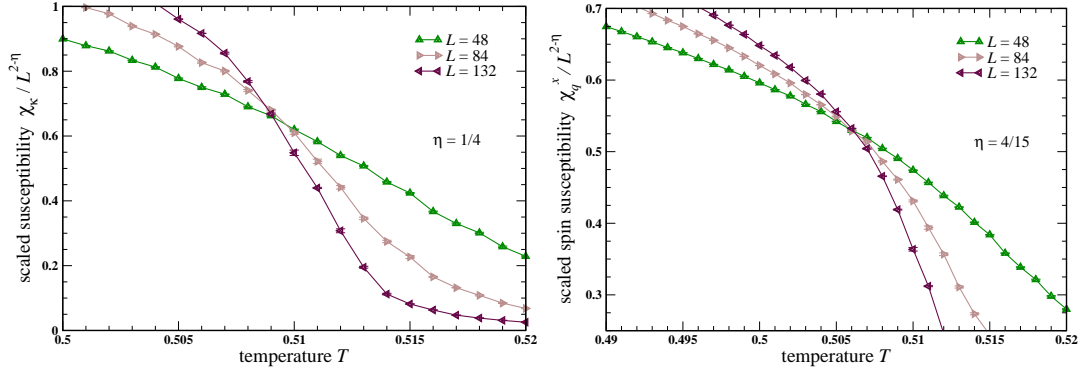 scaled susceptibility χκ / L^{2-η}
1
0.8
0.6
0.4
0.2
0
L = 48
L = 84
L = 132
η = 1/4
0.5
0.505
0.51
0.515
0.52
temperature T
scaled spin susceptibility χ_q^x / L^{2-η}
0.7
0.6
0.5
0.4
0.3
L = 48
L = 84
L = 132
η = 4/15
0.49
0.495
0.5
0.505
0.51
0.515
0.52
temperature T